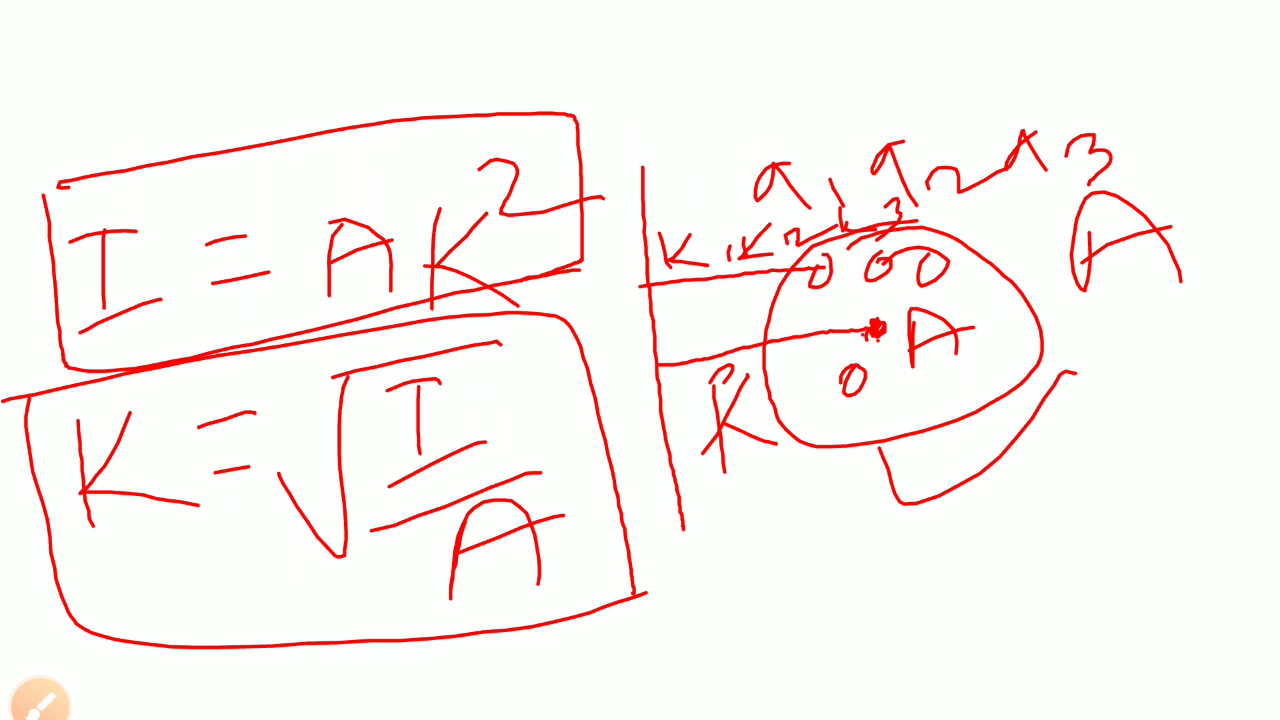 I = AK²
K = √(I/A)
a1 a2 a3
K1 K2 K3
A
A
K